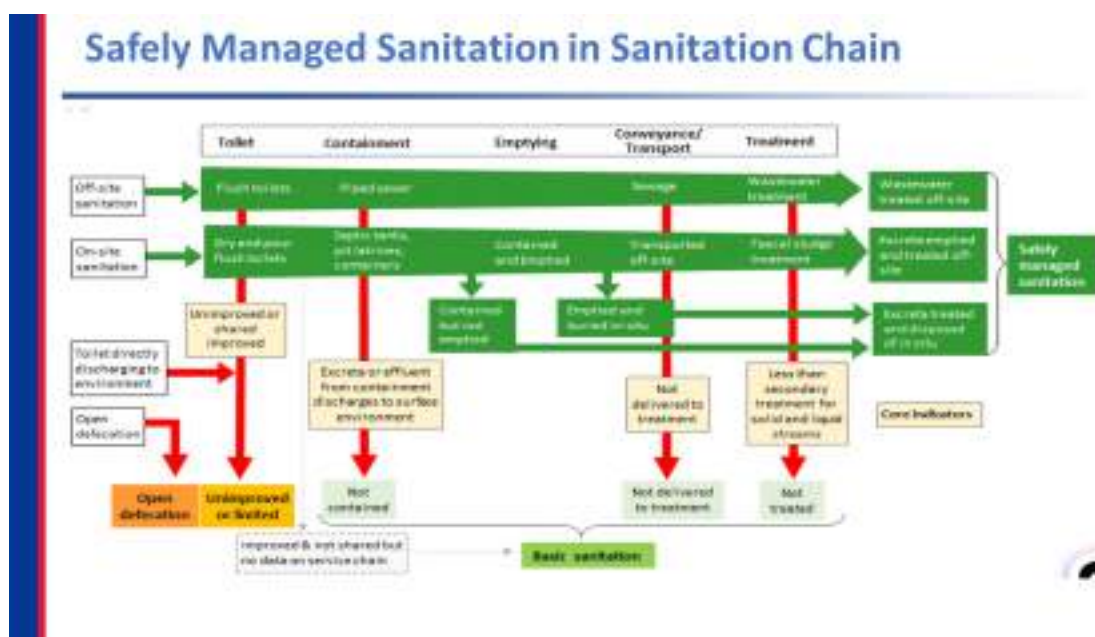 Safely Managed Sanitation in Sanitation Chain
Toilet
Containment
Emptying
Conveyance/
Transport
Treatment
Off-site
sanitation
Flush toilets
Piped sewer
Sewage
Wastewater
treatment
Wastewater
treated off-site
On-site
sanitation
Dry and pour
flush toilets
Septic tanks,
pit latrines,
containers
Contained
and Emptied
Transported
off-site
Faecal sludge
treatment
Excreta emptied
and treated off-
site
Safely
managed
sanitation
Contained
but not
emptied
Emptied and
buried in situ
Excreta treated
and disposed
of in situ
Unimproved or
shared
improved
Toilet directly
discharging to
environment
Excreta or effluent
from containment
discharges to surface
environment
Not
delivered to
treatment
Less than
secondary
treatment for
solid and liquid
streams
Core Indicators
Open
defecation
Open
defecation
Unimproved
or limited
Not
contained
Not delivered
to treatment
Not
treated
Improved & not shared but
no data on service chain
Basic sanitation